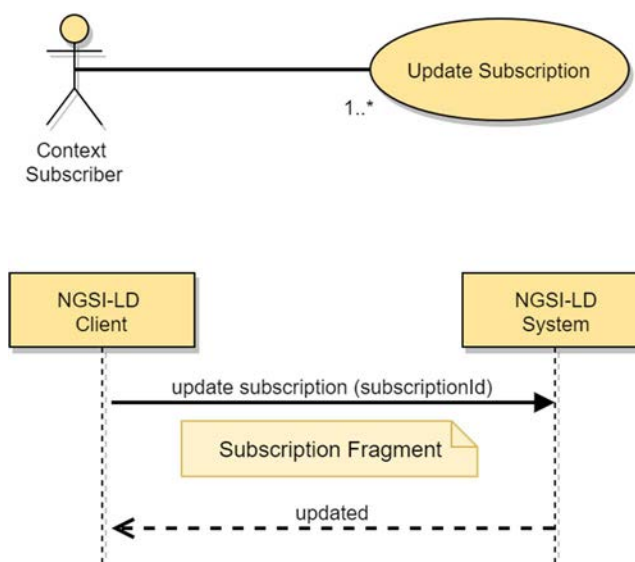 Update Subscription
1..*
Context
Subscriber
NGSI-LD
Client
NGSI-LD
System
update subscription (subscriptionId)
Subscription Fragment
updated